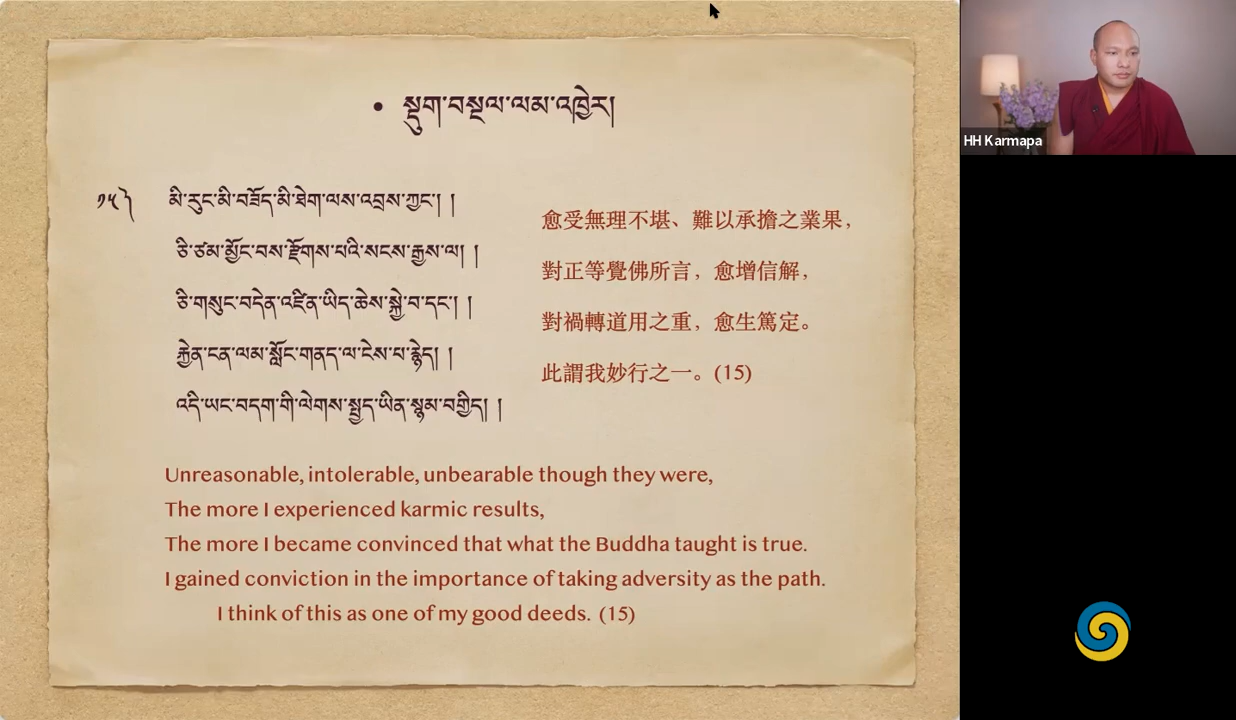 • སྡུག་བསྔལ་ལམ་འཁྱེར།
༡༥༽ མི་རུང་མི་བཟོད་མི་ཐེག་ལས་འབྲས་ཀྱང་། །
ཅི་ཙམ་མྱོང་བས་རྫོགས་པའི་སངས་རྒྱས་ལ། །
ཅི་གསུང་བདེན་འཛིན་ཡིད་ཆེས་སྐྱེ་བ་དང་། །
རྐྱེན་ངན་ལམ་སློང་གནད་ལ་ངེས་པ་རྙེད། །
འདི་ཡང་བདག་གི་ལེགས་སྤྱད་ཡིན་སྙམ་བགྱིད། །
愈受無理不堪、難以承擔之業果，
對正等覺佛所言，愈增信解，
對禍轉道用之重，愈生篤定。
此謂我妙行之一。(15)
Unreasonable, intolerable, unbearable though they were,
The more I experienced karmic results,
The more I became convinced that what the Buddha taught is true.
I gained conviction in the importance of taking adversity as the path.
I think of this as one of my good deeds. (15)
HH Karmapa